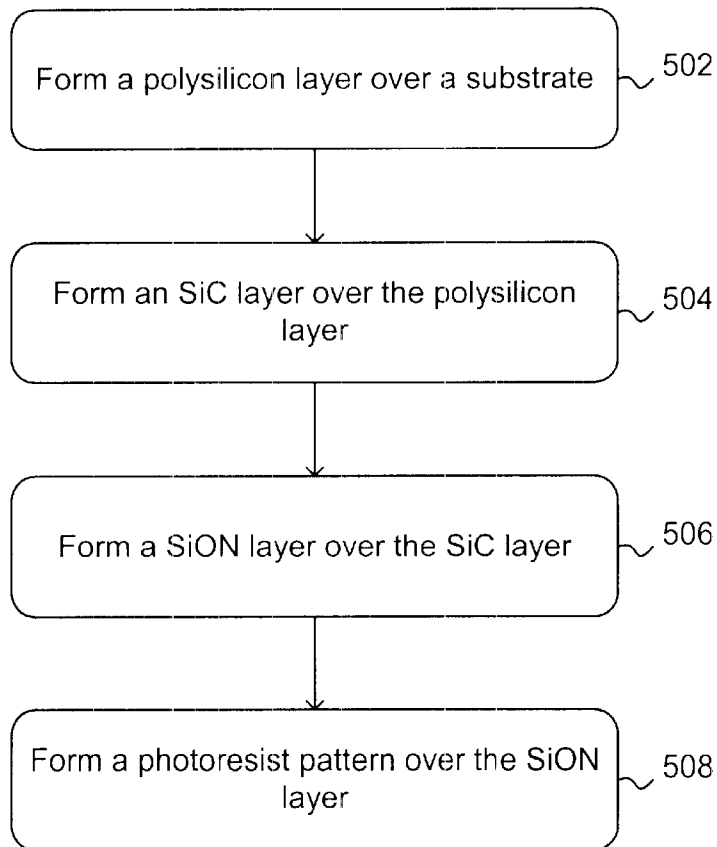 Form a polysilicon layer over a substrate
502
Form an SiC layer over the polysilicon
layer
504
Form a SiON layer over the SiC layer
506
Form a photoresist pattern over the SiON
layer
508